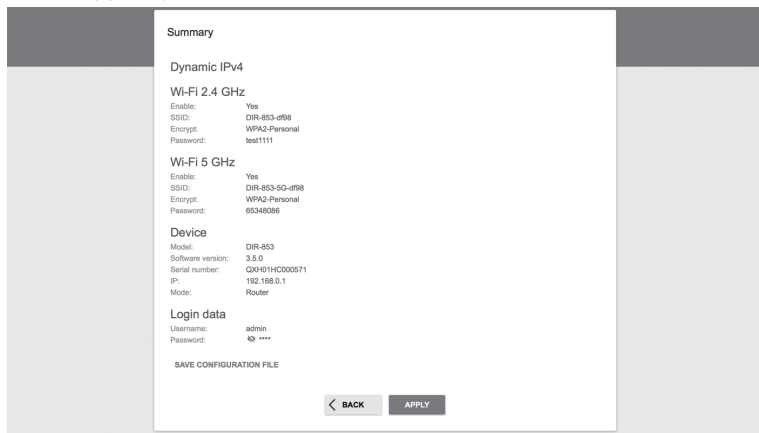 Summary
Dynamic IPv4
Wi-Fi 2.4 GHz
Enable: Yes
SSID: DIR-853-df98
Encrypt: WPA2-Personal
Password: test1111
Wi-Fi 5 GHz
Enable: Yes
SSID: DIR-853-5G-df98
Encrypt: WPA2-Personal
Password: 65348086
Device
Model: DIR-853
Software version: 3.5.0
Serial number: QXH01HC000571
IP: 192.168.0.1
Mode: Router
Login data
Username: admin
Password: ****
SAVE CONFIGURATION FILE
BACK APPLY